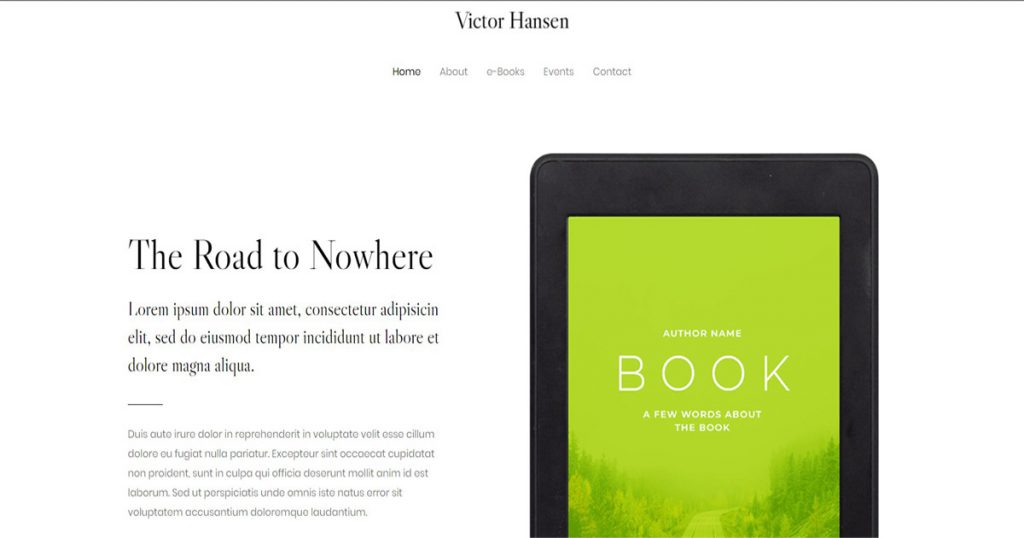 Victor Hansen
Home About e-Books Events Contact
The Road to Nowhere
Lorem ipsum dolor sit amet, consectetur adipisicin
elit, sed do eiusmod tempor incididunt ut labore et
dolore magna aliqua.
Duis aute irure dolor in reprehenderit in voluptate velit esse cillum
dolore eu fugiat nulla pariatur. Excepteur sint occaecat cupidatat
non proident, sunt in culpa qui officia deserunt mollit anim id est
laborum. Sed ut perspiciatis unde omnis iste natus error sit
voluptatem accusantium doloremque laudantium.
AUTHOR NAME
BOOK
A FEW WORDS ABOUT
THE BOOK